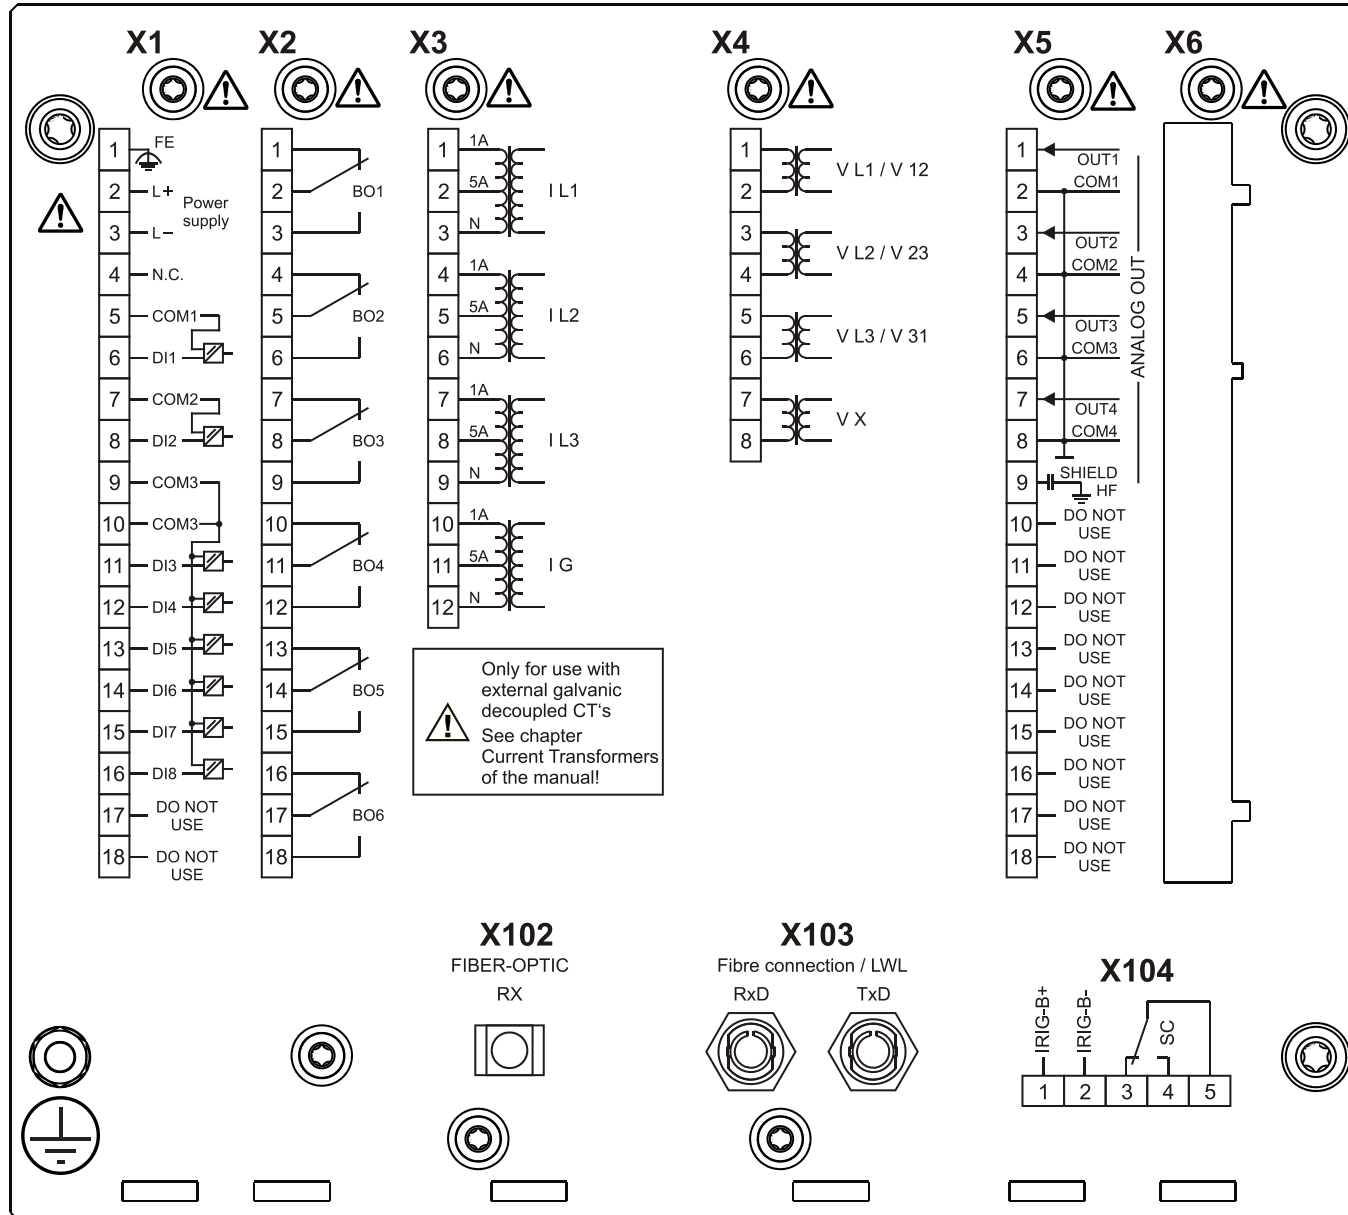 X1 X2 X3 X4 X5 X6
1 FE
2 L+
Power
supply
3 L−
4 N.C.
5 COM1
6 DI1
7 COM2
8 DI2
9 COM3
10 COM3
11 DI3
12 DI4
13 DI5
14 DI6
15 DI7
16 DI8
17 DO NOT
USE
18 DO NOT
USE
1
2 BO1
3
4
5 BO2
6
7
8 BO3
9
10
11 BO4
12
13
14 BO5
15
16
17 BO6
18
1 1A
2 5A I L1
3 N
4 1A
5 5A I L2
6 N
7 1A
8 5A I L3
9 N
10 1A
11 5A I G
12 N
Only for use with
external galvanic
decoupled CT‘s
See chapter
Current Transformers
of the manual!
1
V L1 / V 12
2
3
V L2 / V 23
4
5
V L3 / V 31
6
7
V X
8
1 OUT1
2 COM1
3 OUT2
4 COM2
5 OUT3
6 COM3
7 OUT4
8 COM4
ANALOG OUT
9 SHIELD
HF
10 DO NOT
USE
11 DO NOT
USE
12 DO NOT
USE
13 DO NOT
USE
14 DO NOT
USE
15 DO NOT
USE
16 DO NOT
USE
17 DO NOT
USE
18 DO NOT
USE
X102
FIBER-OPTIC
RX
X103
Fibre connection / LWL
RxD TxD
X104
IRIG-B+
IRIG-B-
SC
1 2 3 4 5